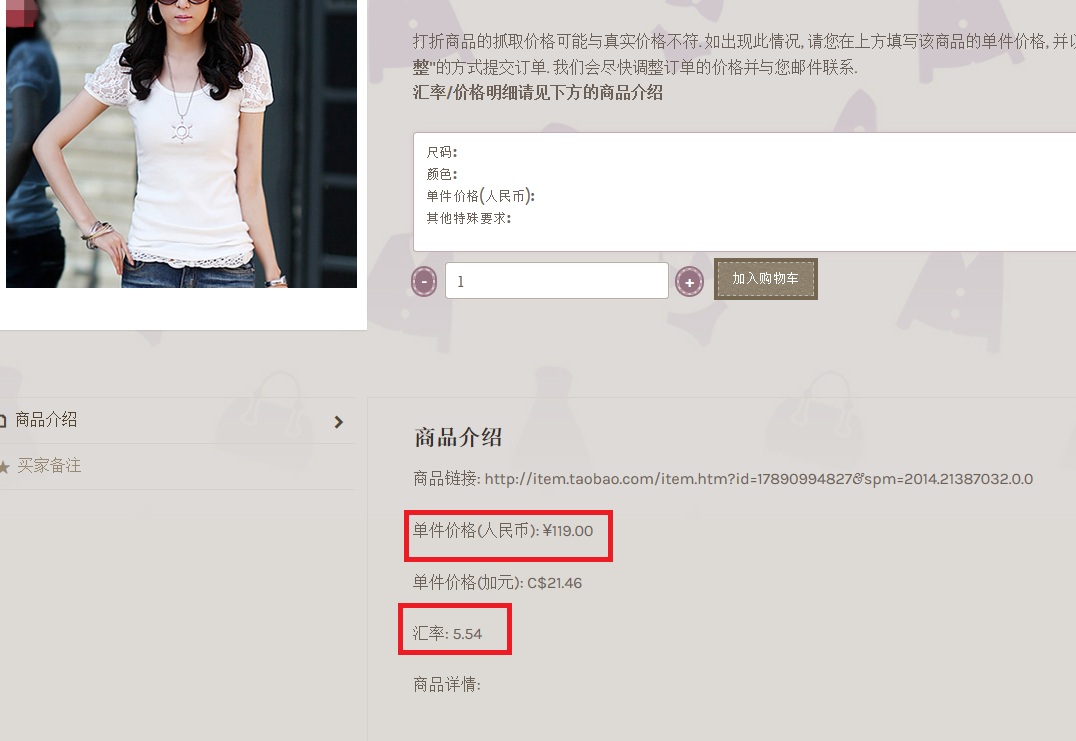 打折商品的抓取价格可能与真实价格不符. 如出现此情况, 请您在上方填写该商品的单件价格, 并以
整"的方式提交订单. 我们会尽快调整订单的价格并与您邮件联系.
汇率/价格明细请见下方的商品介绍
尺码:
颜色:
单件价格(人民币):
其他特殊要求:
- 1 + 加入购物车
商品介绍
买家备注
商品介绍
商品链接: http://item.taobao.com/item.htm?id=17890994827&spm=2014.21387032.0.0
单件价格(人民币): ¥119.00
单件价格(加元): C$21.46
汇率: 5.54
商品详情: